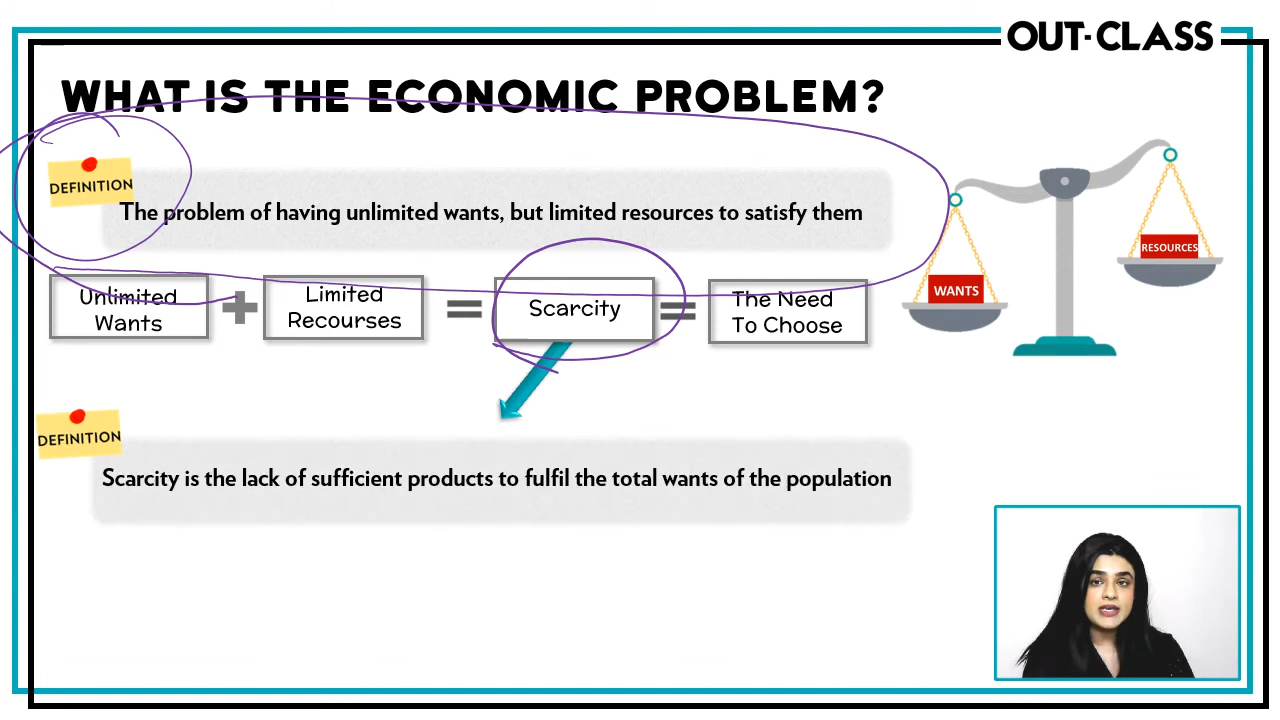 OUT-CLASS
WHAT IS THE ECONOMIC PROBLEM?
DEFINITION
The problem of having unlimited wants, but limited resources to satisfy them
Unlimited
Wants
+
Limited
Recourses
=
Scarcity
=
The Need
To Choose
WANTS
RESOURCES
DEFINITION
Scarcity is the lack of sufficient products to fulfil the total wants of the population